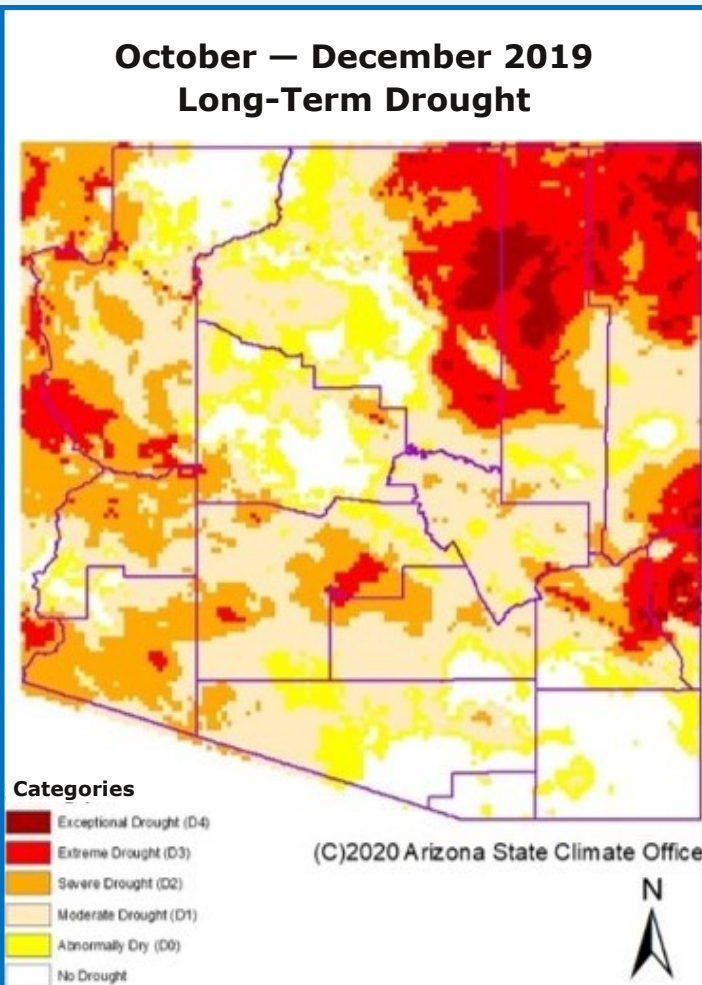 October — December 2019
Long-Term Drought
Categories
Exceptional Drought (D4)
Extreme Drought (D3)
Severe Drought (D2)
Moderate Drought (D1)
Abnormally Dry (D0)
No Drought
(C)2020 Arizona State Climate Office
N